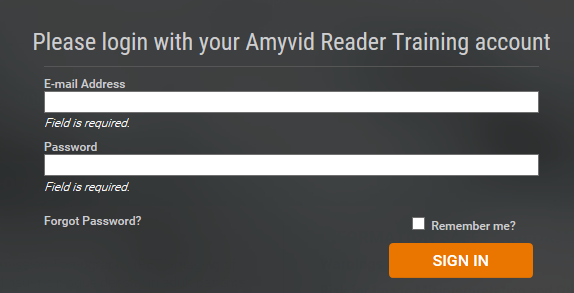 Please login with your Amyvid Reader Training account
E-mail Address
Field is required.
Password
Field is required.
Forgot Password?
Remember me?
SIGN IN